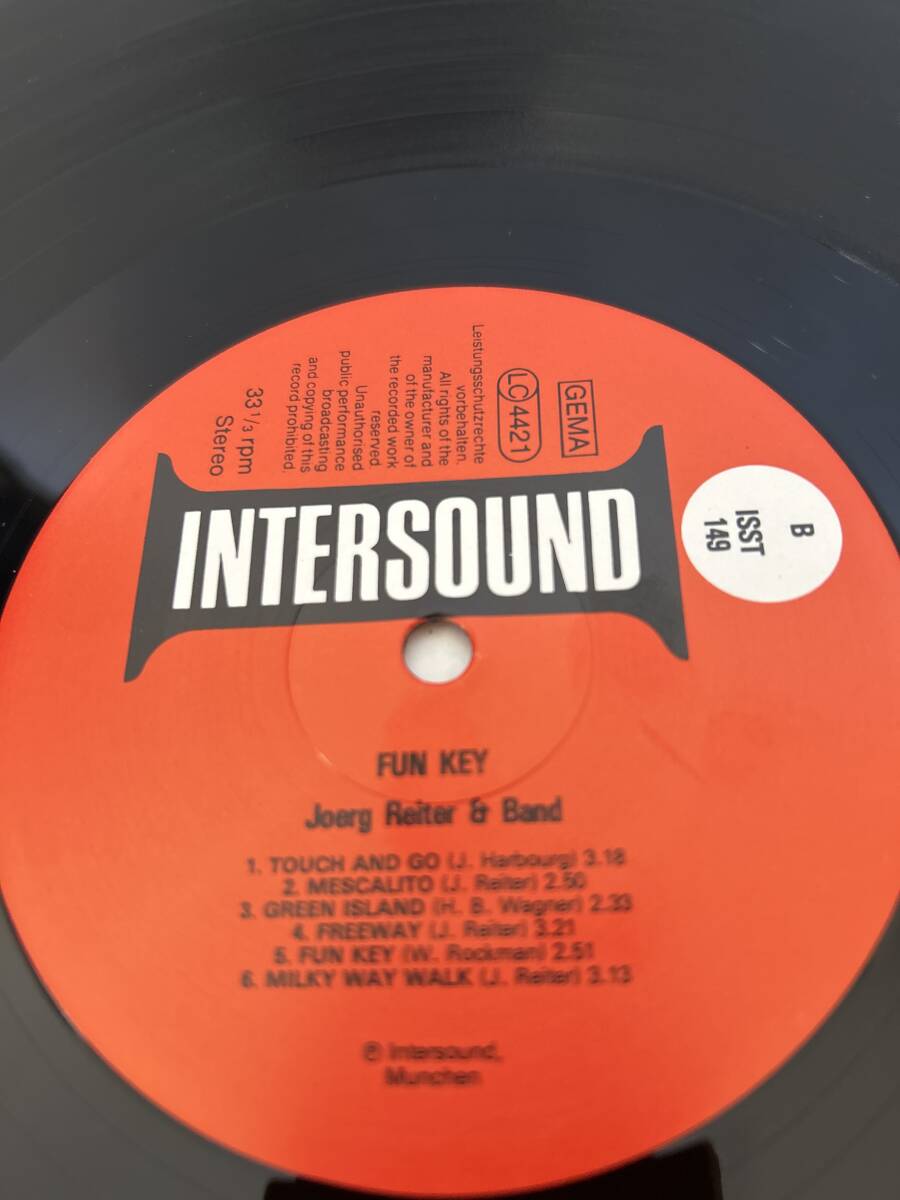 GEMA
LC 4421
Leistungsschutzrechte
vorbehalten.
All rights of the
manufacturer and
of the owner of
the recorded work
reserved.
Unauthorised
public performance
broadcasting
and copying of this
record prohibited.
33 1/3 rpm
Stereo
INTERSOUND
B
ISST
149
FUN KEY
Joerg Reiter & Band
1. TOUCH AND GO (J. Harbourg) 3.18
2. MESCALITO (J. Reiter) 2.50
3. GREEN ISLAND (H. B. Wagner) 2.33
4. FREEWAY (J. Reiter) 3.21
5. FUN KEY (W. Rockman) 2.51
6. MILKY WAY WALK (J. Reiter) 3.13
℗ Intersound,
Munchen